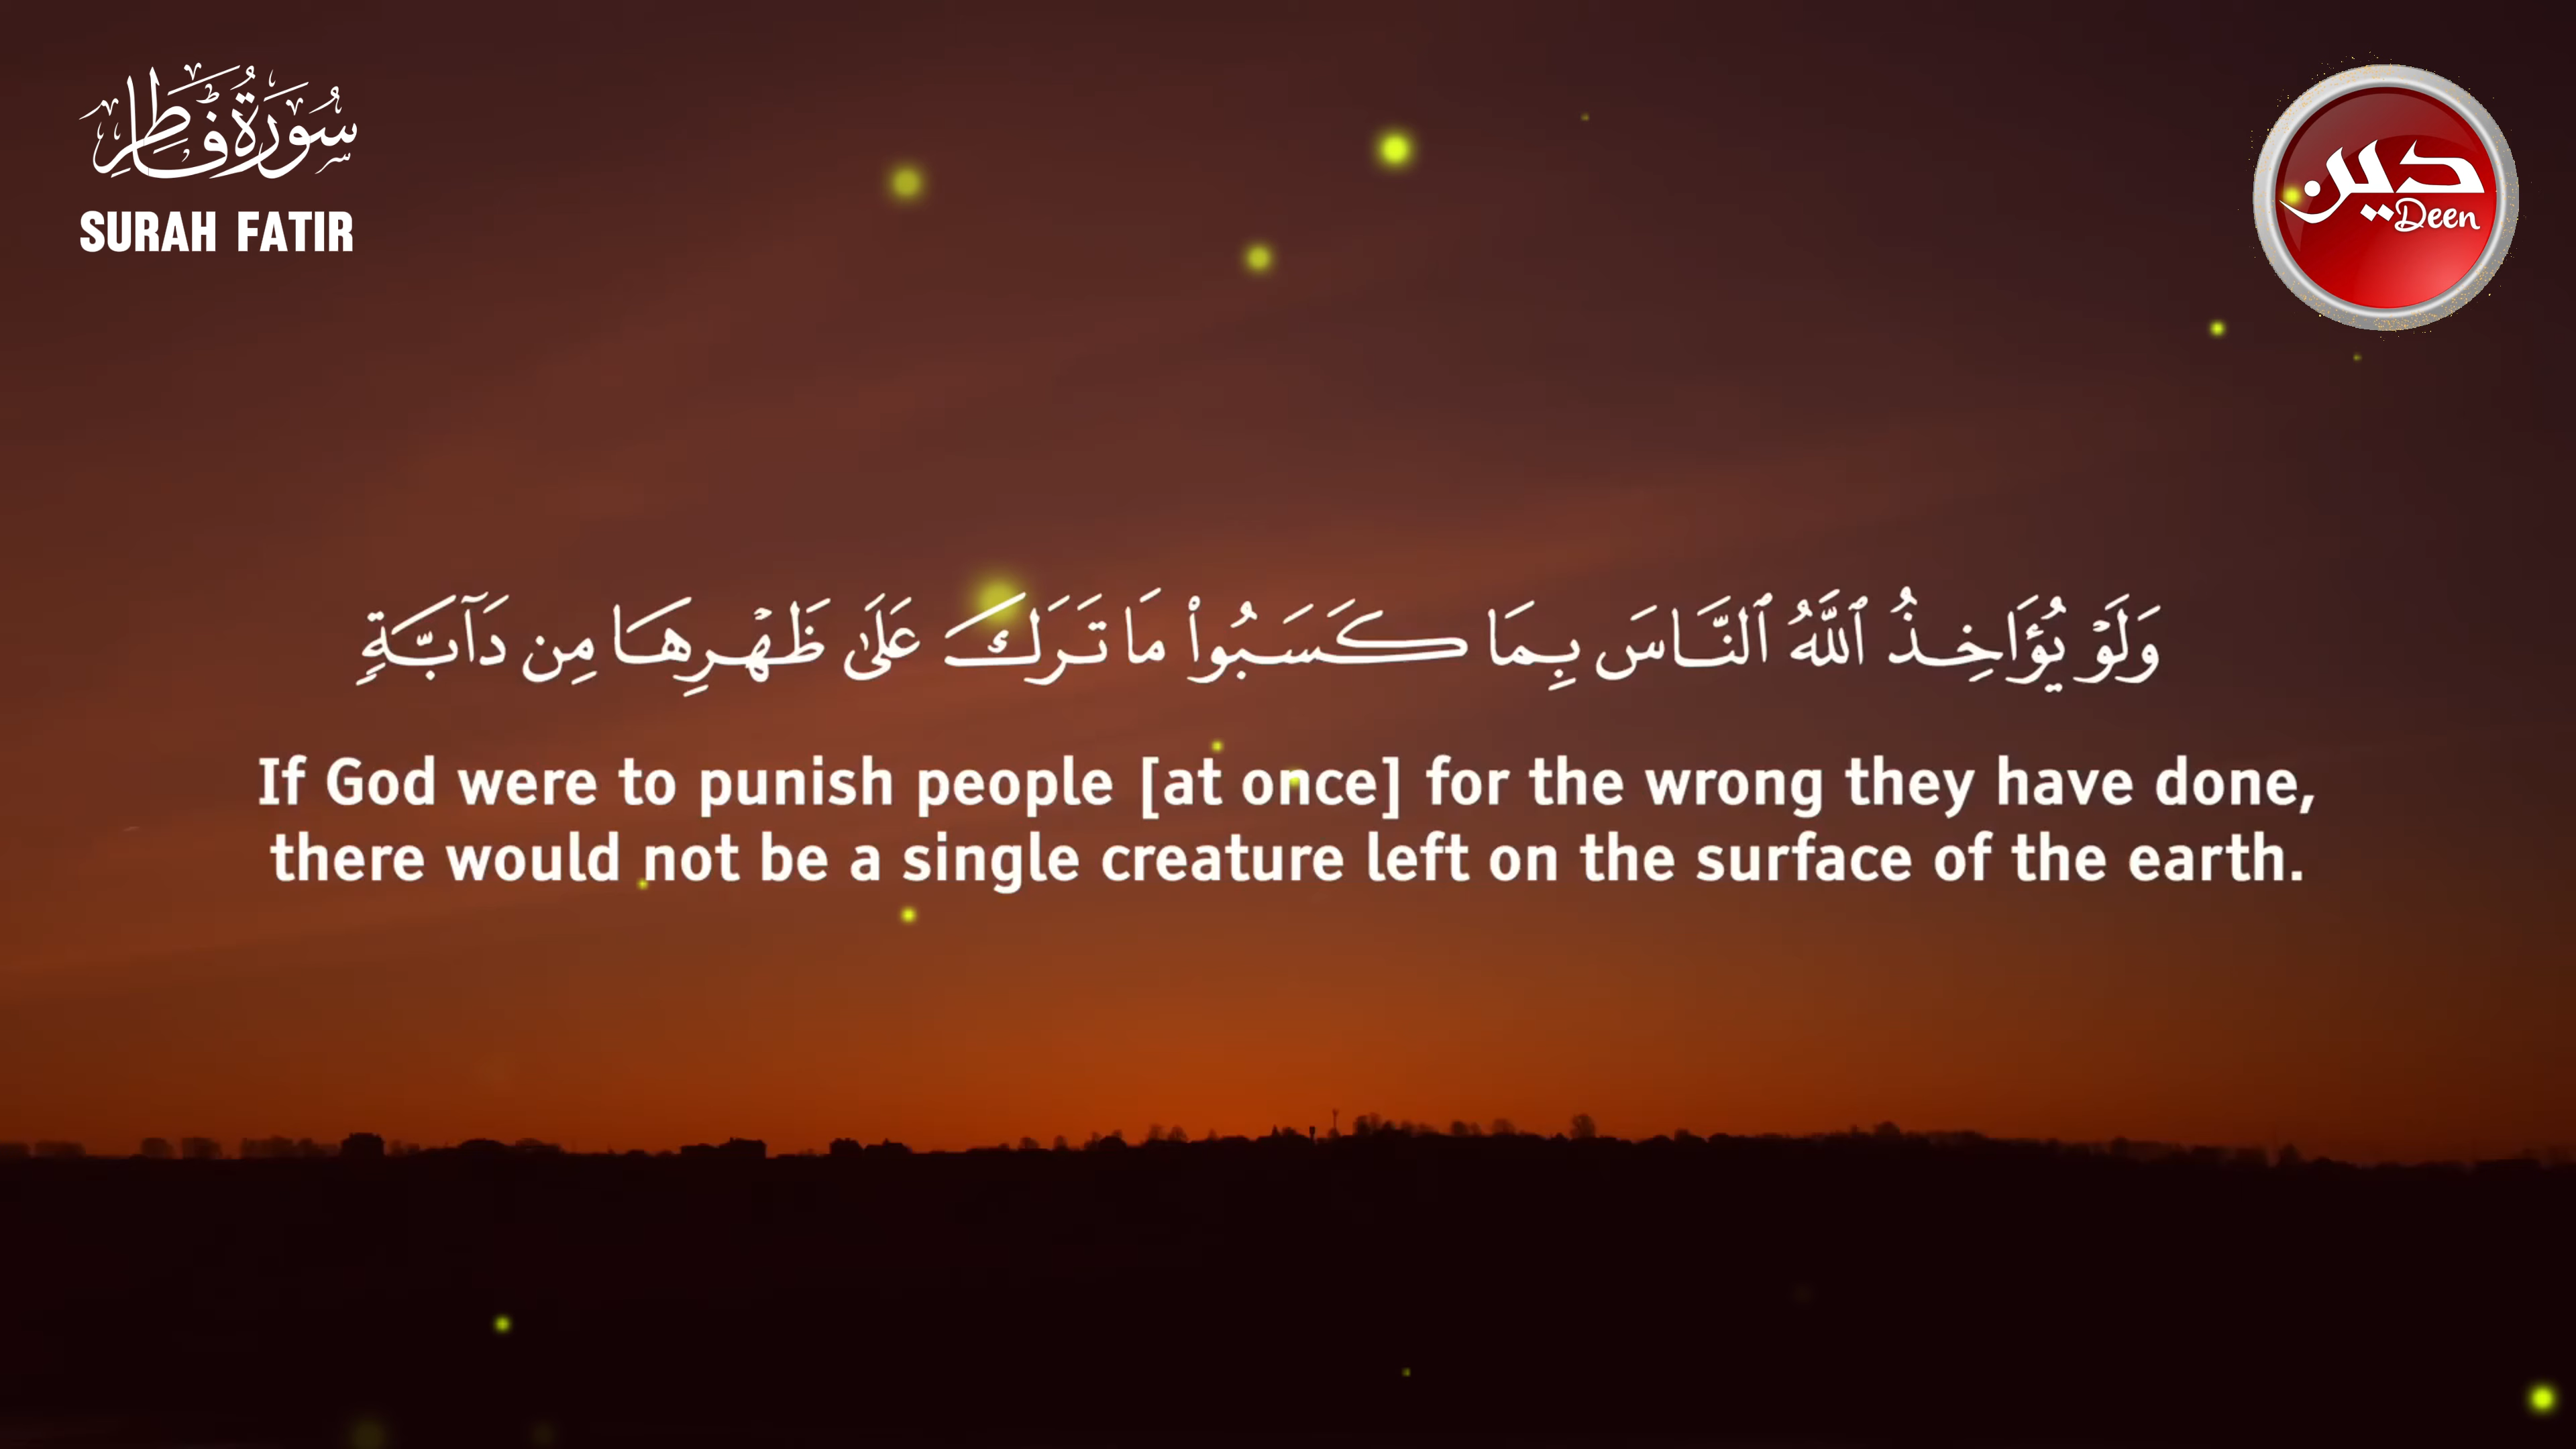 سُورَةُ فَاطِرٍ
SURAH FATIR
دين
Deen
وَلَوْ يُؤَاخِذُ ٱللَّهُ ٱلنَّاسَ بِمَا كَسَبُوا۟ مَا تَرَكَ عَلَىٰ ظَهْرِهَا مِن دَآبَّةٍ
If God were to punish people [at once] for the wrong they have done,
there would not be a single creature left on the surface of the earth.